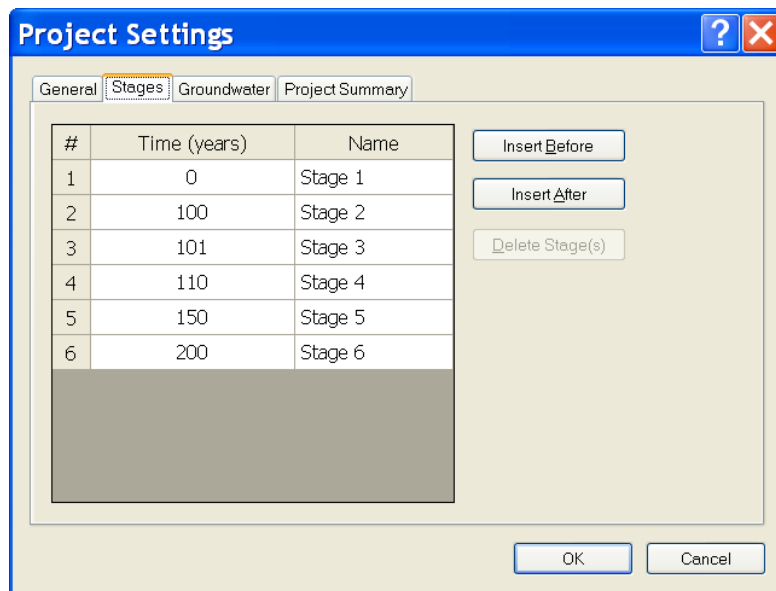 Project Settings
General Stages Groundwater Project Summary
# Time (years) Name
Insert Before
1 0 Stage 1
Insert After
2 100 Stage 2
3 101 Stage 3
Delete Stage(s)
4 110 Stage 4
5 150 Stage 5
6 200 Stage 6
OK Cancel